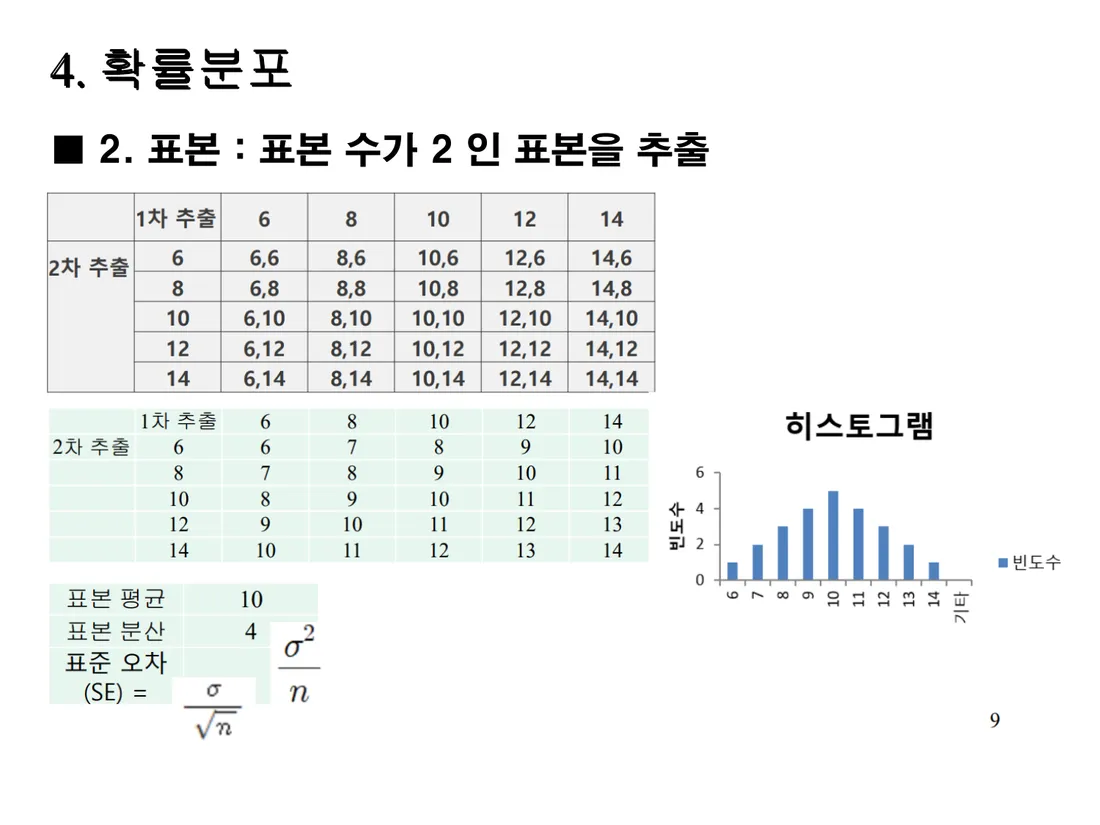 4. 확률분포
■ 2. 표본 : 표본 수가 2 인 표본을 추출
1차 추출 6 8 10 12 14
2차 추출 6 6,6 8,6 10,6 12,6 14,6
8 6,8 8,8 10,8 12,8 14,8
10 6,10 8,10 10,10 12,10 14,10
12 6,12 8,12 10,12 12,12 14,12
14 6,14 8,14 10,14 12,14 14,14
1차 추출 6 8 10 12 14
2차 추출 6 6 7 8 9 10
8 7 8 9 10 11
10 8 9 10 11 12
12 9 10 11 12 13
14 10 11 12 13 14
히스토그램
6
4
2
0
빈도수
6 7 8 9 10 11 12 13 14 기타
빈도수
표본 평균 10
표본 분산 4 σ²/n
표준 오차
(SE) = σ/√n
9